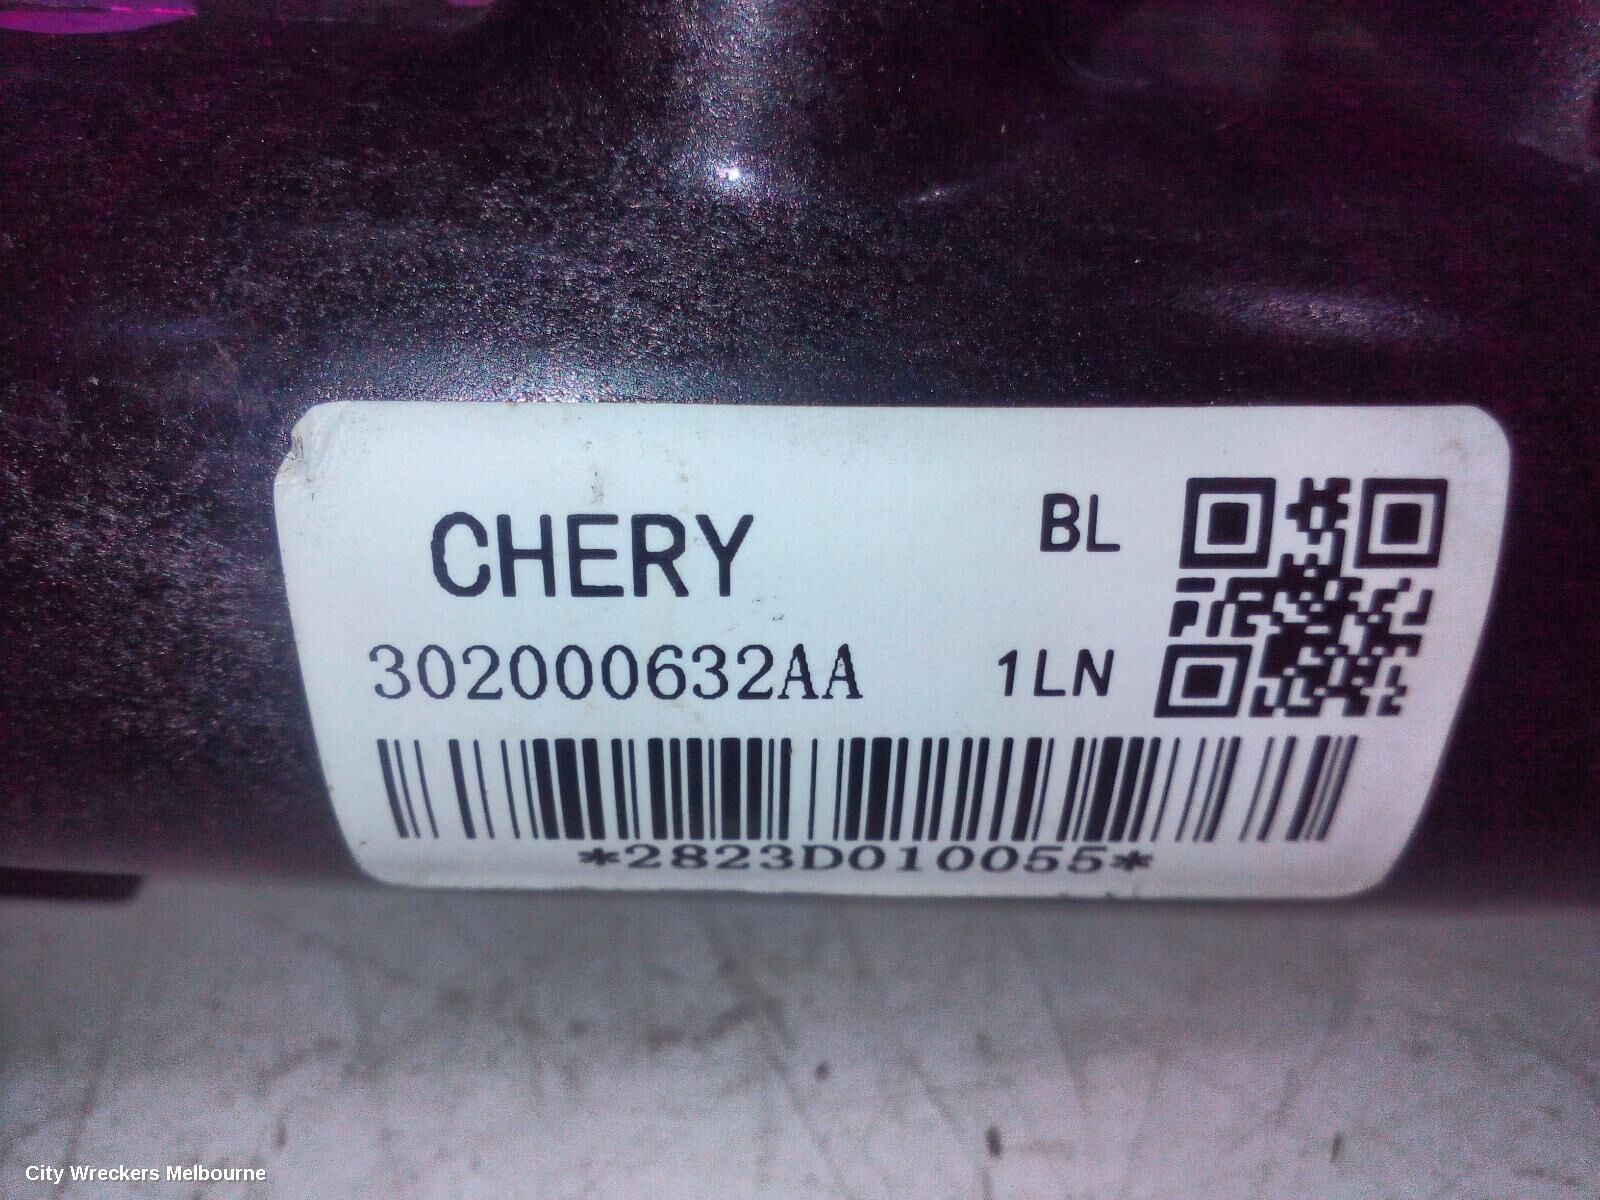 CHERY BL
302000632AA 1LN
*2823D010055*
City Wreckers Melbourne